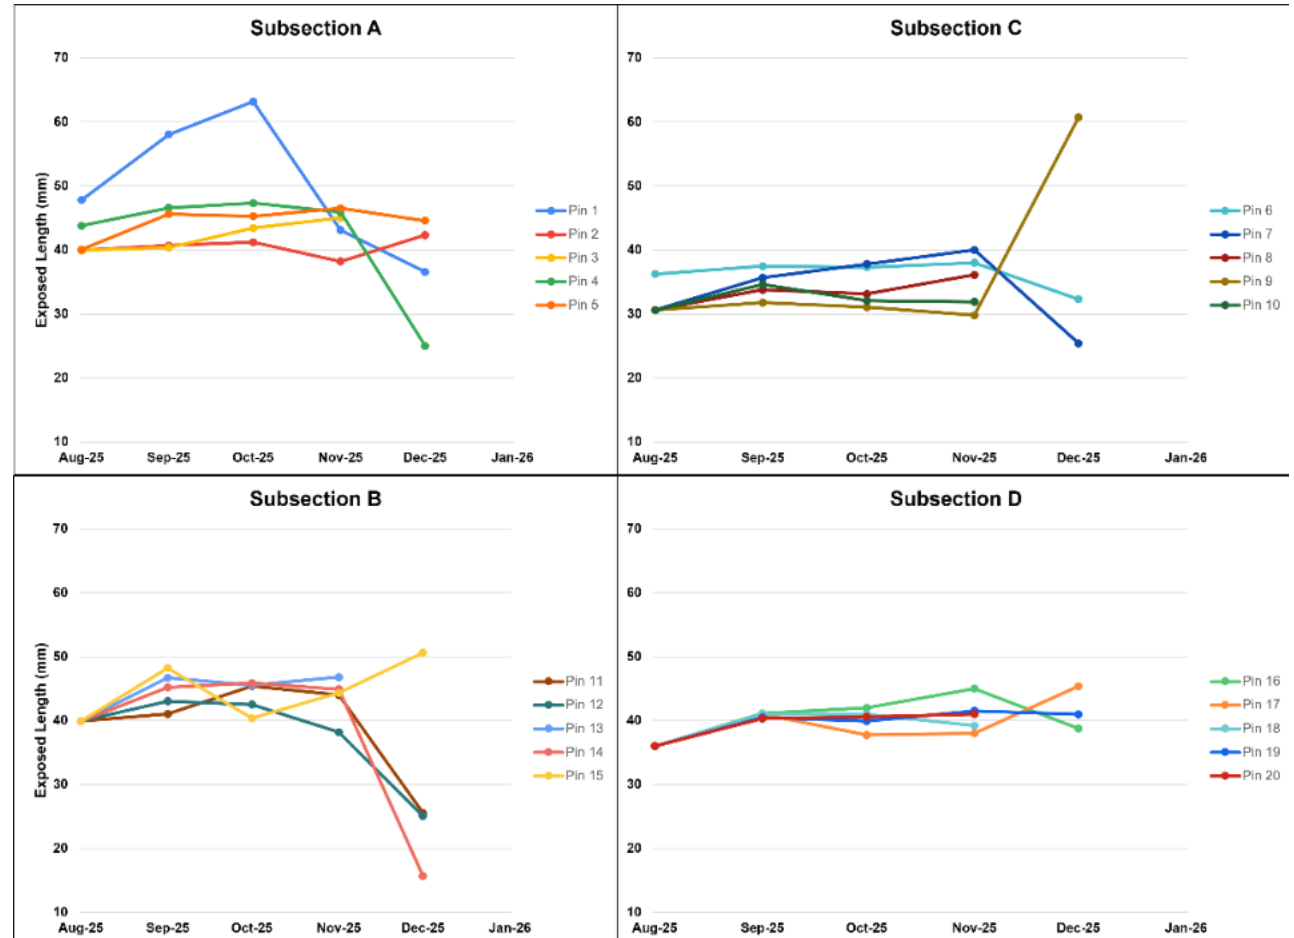 Subsection A
Exposed Length (mm)
70
60
50
40
30
20
10
Aug-25 Sep-25 Oct-25 Nov-25 Dec-25 Jan-26
Pin 1
Pin 2
Pin 3
Pin 4
Pin 5
Subsection C
70
60
50
40
30
20
10
Aug-25 Sep-25 Oct-25 Nov-25 Dec-25 Jan-26
Pin 6
Pin 7
Pin 8
Pin 9
Pin 10
Subsection B
Exposed Length (mm)
70
60
50
40
30
20
10
Aug-25 Sep-25 Oct-25 Nov-25 Dec-25 Jan-26
Pin 11
Pin 12
Pin 13
Pin 14
Pin 15
Subsection D
70
60
50
40
30
20
10
Aug-25 Sep-25 Oct-25 Nov-25 Dec-25 Jan-26
Pin 16
Pin 17
Pin 18
Pin 19
Pin 20